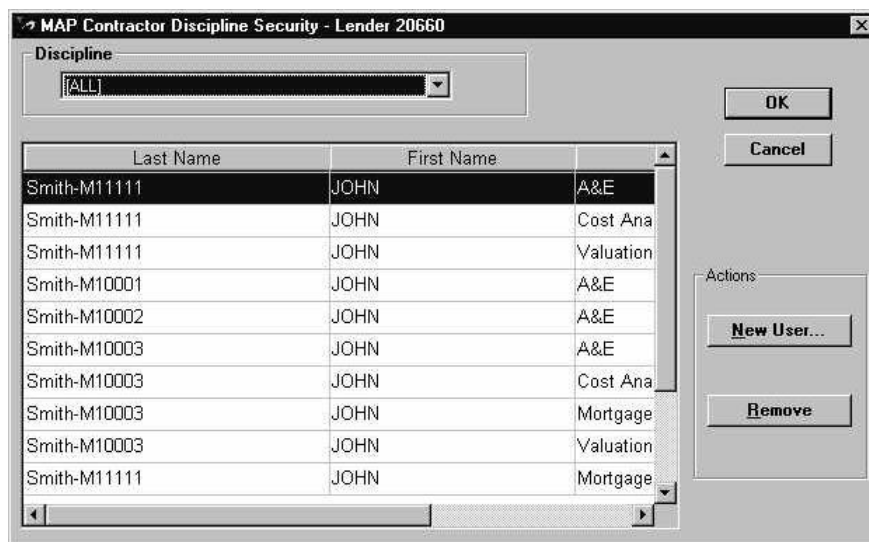 MAP Contractor Discipline Security - Lender 20660
Discipline
[ALL]
OK
Cancel
Last Name First Name
Smith-M11111 JOHN A&E
Smith-M11111 JOHN Cost Ana
Smith-M11111 JOHN Valuation
Smith-M10001 JOHN A&E
Smith-M10002 JOHN A&E
Smith-M10003 JOHN A&E
Smith-M10003 JOHN Cost Ana
Smith-M10003 JOHN Mortgage
Smith-M10003 JOHN Valuation
Smith-M11111 JOHN Mortgage
Actions
New User...
Remove